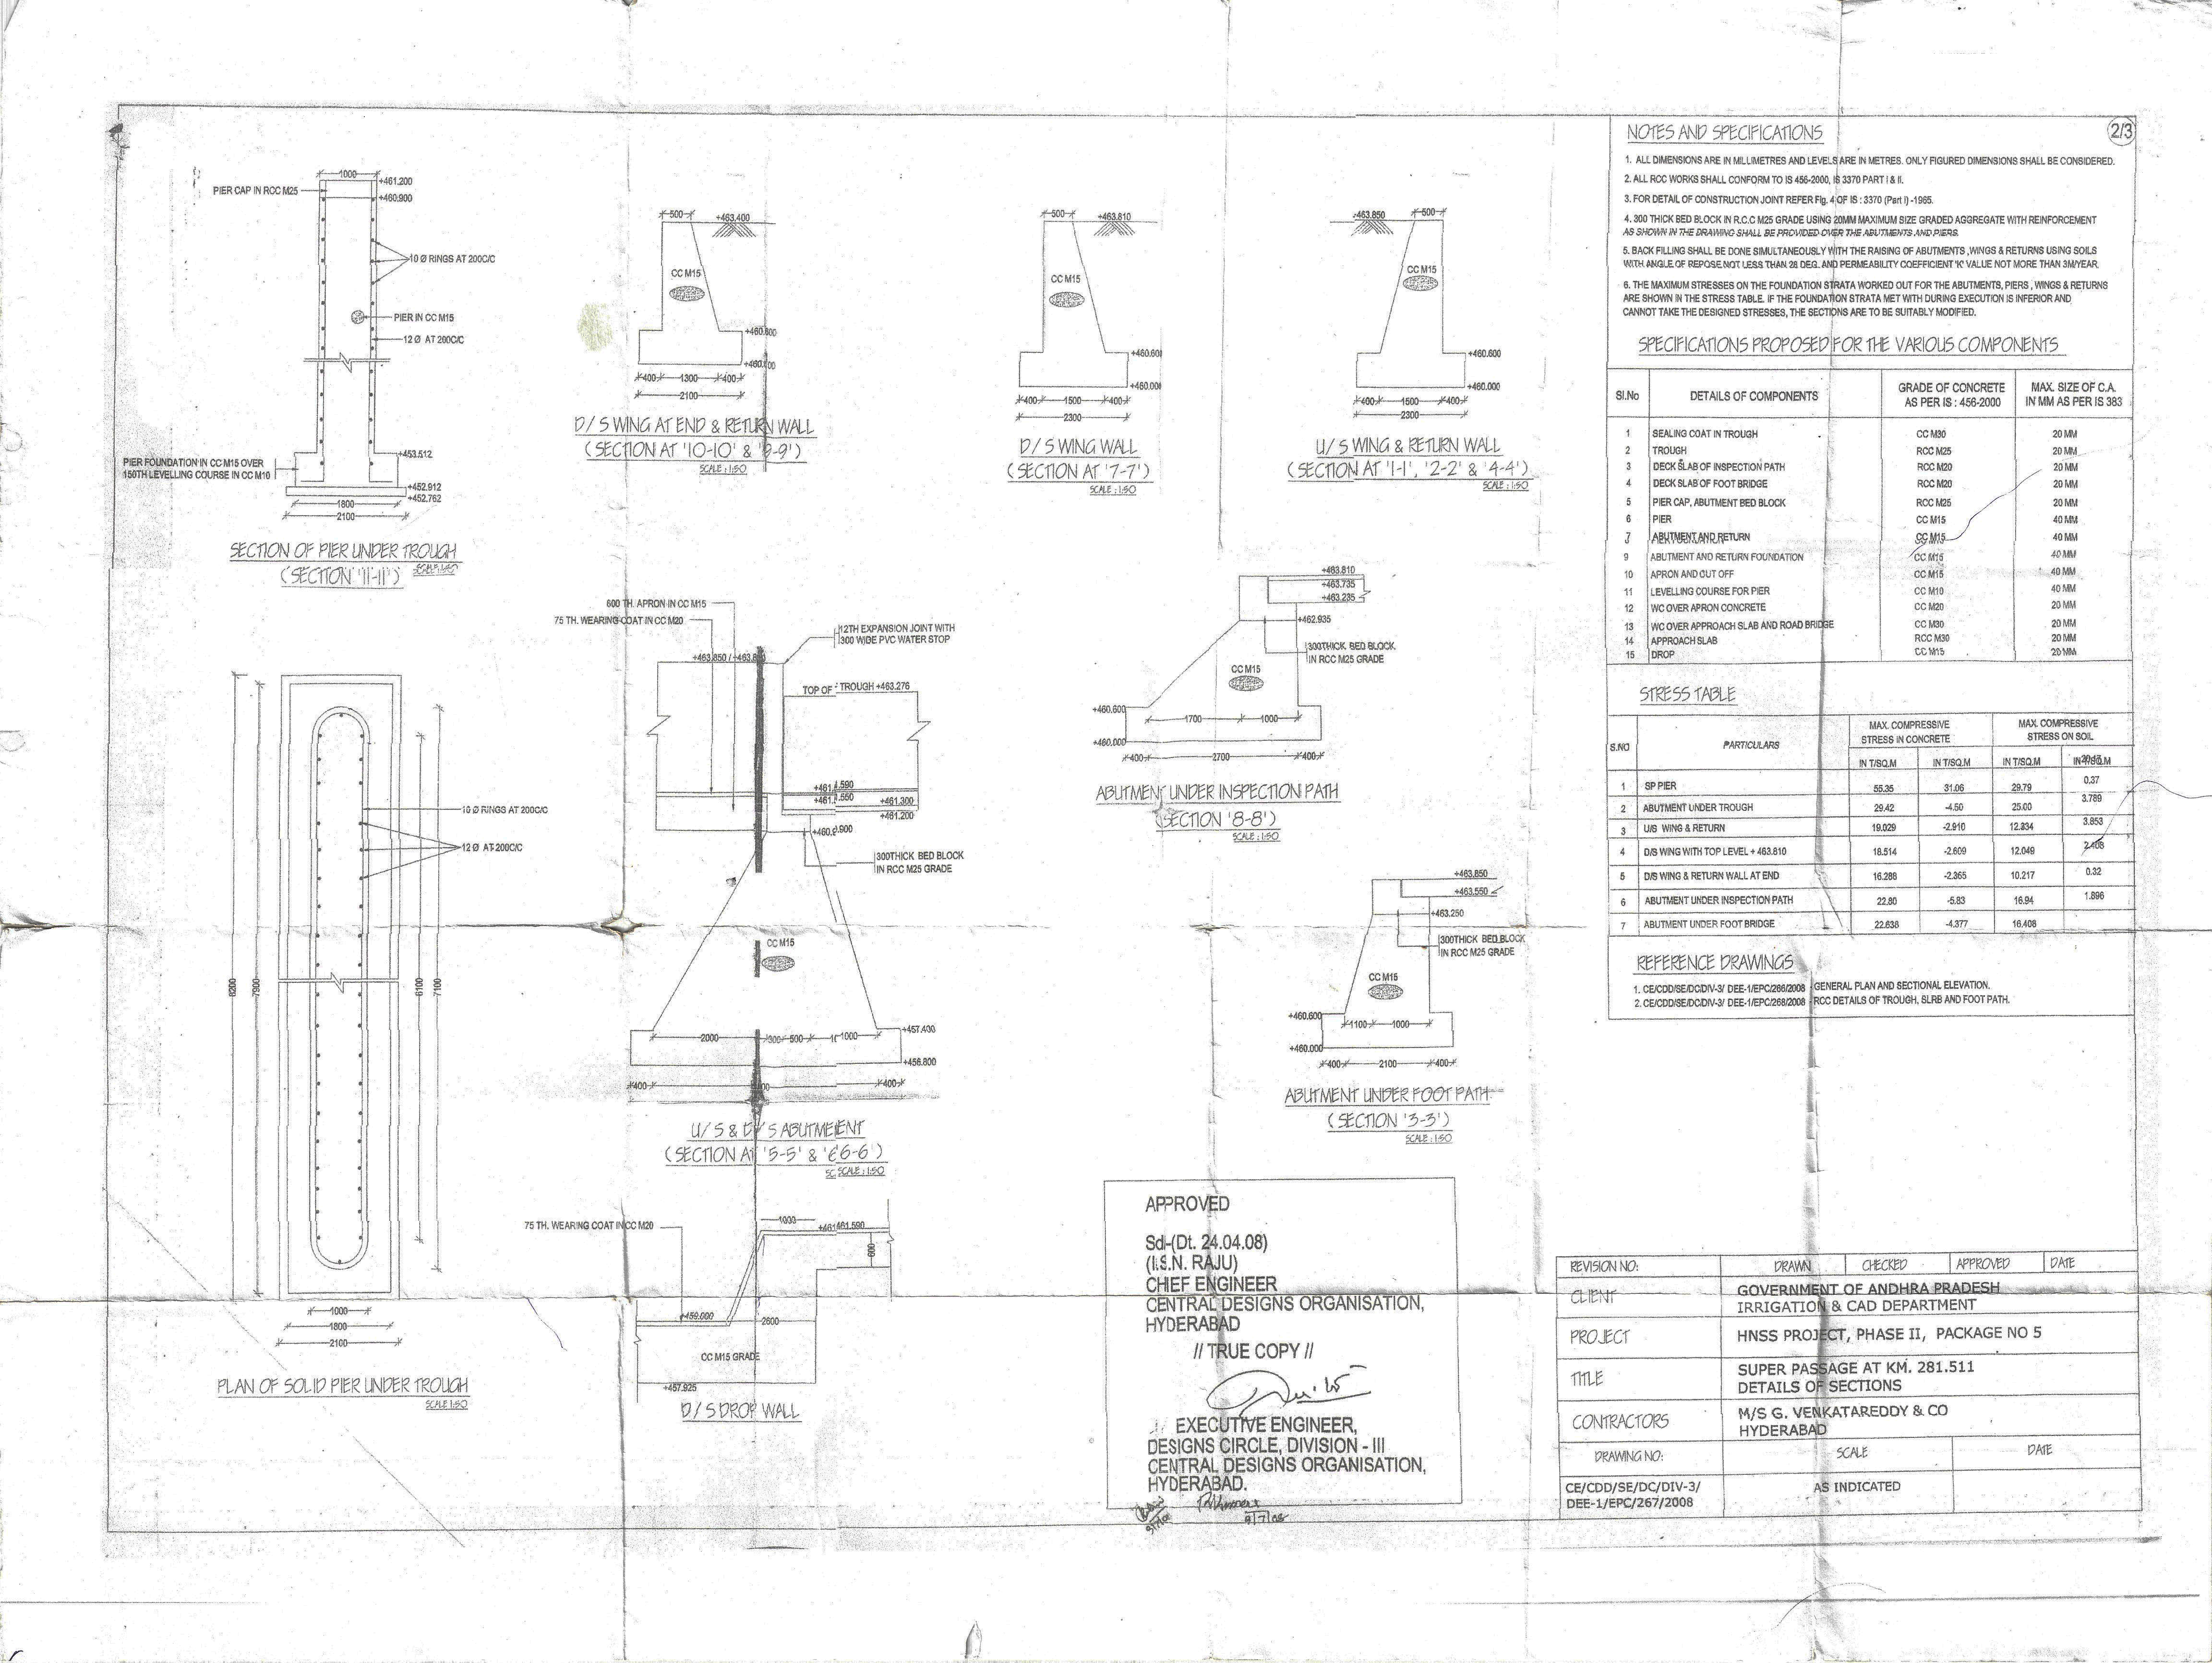 2/3
NOTES AND SPECIFICATIONS
1. ALL DIMENSIONS ARE IN MILLIMETRES AND LEVELS ARE IN METRES. ONLY FIGURED DIMENSIONS SHALL BE CONSIDERED.
2. ALL RCC WORKS SHALL CONFORM TO IS 456-2000, IS 3370 PART I & II.
3. FOR DETAIL OF CONSTRUCTION JOINT REFER Fig. 4 OF IS : 3370 (Part I) -1965.
4. 300 THICK BED BLOCK IN R.C.C M25 GRADE USING 20MM MAXIMUM SIZE GRADED AGGREGATE WITH REINFORCEMENT
AS SHOWN IN THE DRAWING SHALL BE PROVIDED OVER THE ABUTMENTS AND PIERS.
5. BACK FILLING SHALL BE DONE SIMULTANEOUSLY WITH THE RAISING OF ABUTMENTS ,WINGS & RETURNS USING SOILS
WITH ANGLE OF REPOSE NOT LESS THAN 28 DEG. AND PERMEABILITY COEFFICIENT 'K' VALUE NOT MORE THAN 3M/YEAR.
6. THE MAXIMUM STRESSES ON THE FOUNDATION STRATA WORKED OUT FOR THE ABUTMENTS, PIERS , WINGS & RETURNS
ARE SHOWN IN THE STRESS TABLE. IF THE FOUNDATION STRATA MET WITH DURING EXECUTION IS INFERIOR AND
CANNOT TAKE THE DESIGNED STRESSES, THE SECTIONS ARE TO BE SUITABLY MODIFIED.
SPECIFICATIONS PROPOSED FOR THE VARIOUS COMPONENTS
Sl.No DETAILS OF COMPONENTS GRADE OF CONCRETE AS PER IS : 456-2000 MAX. SIZE OF C.A. IN MM AS PER IS 383
1 SEALING COAT IN TROUGH CC M30 20 MM
2 TROUGH RCC M25 20 MM
3 DECK SLAB OF INSPECTION PATH RCC M20 20 MM
4 DECK SLAB OF FOOT BRIDGE RCC M20 20 MM
5 PIER CAP, ABUTMENT BED BLOCK RCC M25 20 MM
6 PIER CC M15 40 MM
7 ABUTMENT AND RETURN CC M15 40 MM
9 ABUTMENT AND RETURN FOUNDATION CC M15 40 MM
10 APRON AND CUT OFF CC M15 40 MM
11 LEVELLING COURSE FOR PIER CC M10 40 MM
12 WC OVER APRON CONCRETE CC M20 20 MM
13 WC OVER APPROACH SLAB AND ROAD BRIDGE CC M30 20 MM
14 APPROACH SLAB RCC M30 20 MM
15 DROP CC M15 20 MM
STRESS TABLE
S.NO PARTICULARS MAX. COMPRESSIVE STRESS IN CONCRETE MAX. COMPRESSIVE STRESS ON SOIL
IN T/SQ.M IN T/SQ.M IN T/SQ.M
1 SP PIER 55.35 31.06 29.79 0.37
2 ABUTMENT UNDER TROUGH 29.42 -4.50 25.00 3.789
3 U/S WING & RETURN 19.029 -2.910 12.334 3.853
4 D/S WING WITH TOP LEVEL + 463.810 18.514 -2.609 12.049 2.408
5 D/S WING & RETURN WALL AT END 16.288 -2.365 10.217 0.32
6 ABUTMENT UNDER INSPECTION PATH 22.80 -5.83 16.94 1.896
7 ABUTMENT UNDER FOOT BRIDGE 22.638 -4.377 16.408
REFERENCE DRAWINGS
1. CE/CDD/SE/DC/DIV-3/ DEE-1/EPC/266/2008 GENERAL PLAN AND SECTIONAL ELEVATION.
2. CE/CDD/SE/DC/DIV-3/ DEE-1/EPC/268/2008 RCC DETAILS OF TROUGH, SLRB AND FOOT PATH.
1000
PIER CAP IN RCC M25
+461.200
+460.900
10 Ø RINGS AT 200C/C
PIER IN CC M15
12 Ø AT 200C/C
PIER FOUNDATION IN CC M15 OVER
150TH LEVELLING COURSE IN CC M10
+453.512
+452.912
+452.762
1800
2100
SECTION OF PIER UNDER TROUGH
(SECTION '11-11')
SCALE 1:50
500
+463.400
CC M15
400 1300 400
2100
D/S WING AT END & RETURN WALL
(SECTION AT '10-10' & '9-9')
SCALE : 1:50
500
+463.810
CC M15
+460.600
+460.000
400 1500 400
2300
D/S WING WALL
(SECTION AT '7-7')
SCALE : 1:50
+463.850
500
CC M15
+460.600
+460.000
400 1500 400
2300
U/S WING & RETURN WALL
(SECTION AT '1-1', '2-2' & '4-4')
SCALE : 1:50
8200
7900
6100
7100
10 Ø RINGS AT 200C/C
12 Ø AT 200C/C
1000
1800
2100
PLAN OF SOLID PIER UNDER TROUGH
SCALE 1:50
600 TH. APRON IN CC M15
75 TH. WEARING COAT IN CC M20
12TH EXPANSION JOINT WITH
300 WIDE PVC WATER STOP
TOP OF TROUGH +463.276
+461.300
+461.200
300THICK BED BLOCK
IN RCC M25 GRADE
CC M15
2000 300 500 1000
+457.400
+456.800
400 400
U/S & D/S ABUTMENT
(SECTION AT '5-5' & '6-6')
SCALE : 1:50
75 TH. WEARING COAT IN CC M20
1000
461.590
600
+459.000
2600
CC M15 GRADE
+457.925
D/S DROP WALL
+463.810
+463.735
+463.235
+462.935
300THICK BED BLOCK
IN RCC M25 GRADE
CC M15
+460.600
1700 1000
+460.000
400 2700 400
ABUTMENT UNDER INSPECTION PATH
(SECTION '8-8')
SCALE : 1:50
+463.850
+463.550
+463.250
300THICK BED BLOCK
IN RCC M25 GRADE
CC M15
+460.600
1100 1000
+460.000
400 2100 400
ABUTMENT UNDER FOOT PATH
(SECTION '3-3')
SCALE : 1:50
APPROVED
Sd-(Dt. 24.04.08)
(I.S.N. RAJU)
CHIEF ENGINEER
CENTRAL DESIGNS ORGANISATION,
HYDERABAD
// TRUE COPY //
EXECUTIVE ENGINEER,
DESIGNS CIRCLE, DIVISION - III
CENTRAL DESIGNS ORGANISATION,
HYDERABAD.
9/7/08
REVISION NO: DRAWN CHECKED APPROVED DATE
CLIENT GOVERNMENT OF ANDHRA PRADESH
IRRIGATION & CAD DEPARTMENT
PROJECT HNSS PROJECT, PHASE II, PACKAGE NO 5
TITLE SUPER PASSAGE AT KM. 281.511
DETAILS OF SECTIONS
CONTRACTORS M/S G. VENKATAREDDY & CO
HYDERABAD
DRAWING NO: SCALE DATE
CE/CDD/SE/DC/DIV-3/
DEE-1/EPC/267/2008
AS INDICATED